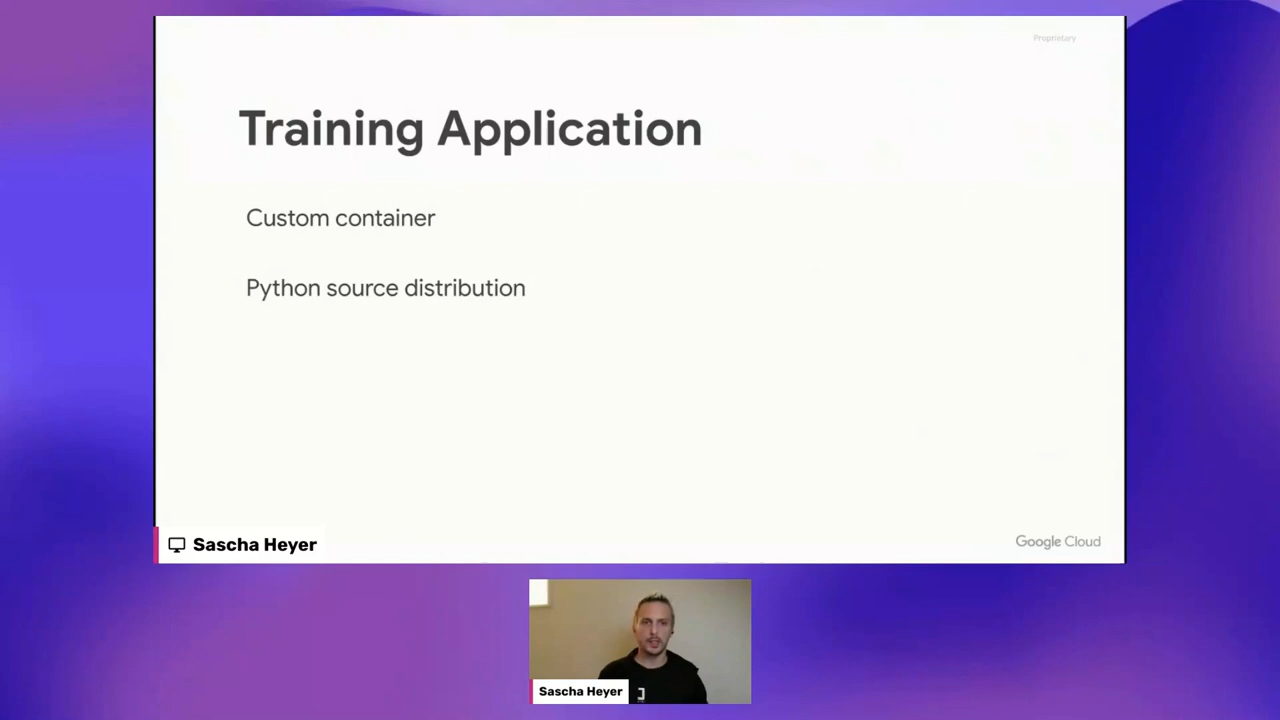 Proprietary
Training Application
Custom container
Python source distribution
Sascha Heyer
Google Cloud
Sascha Heyer